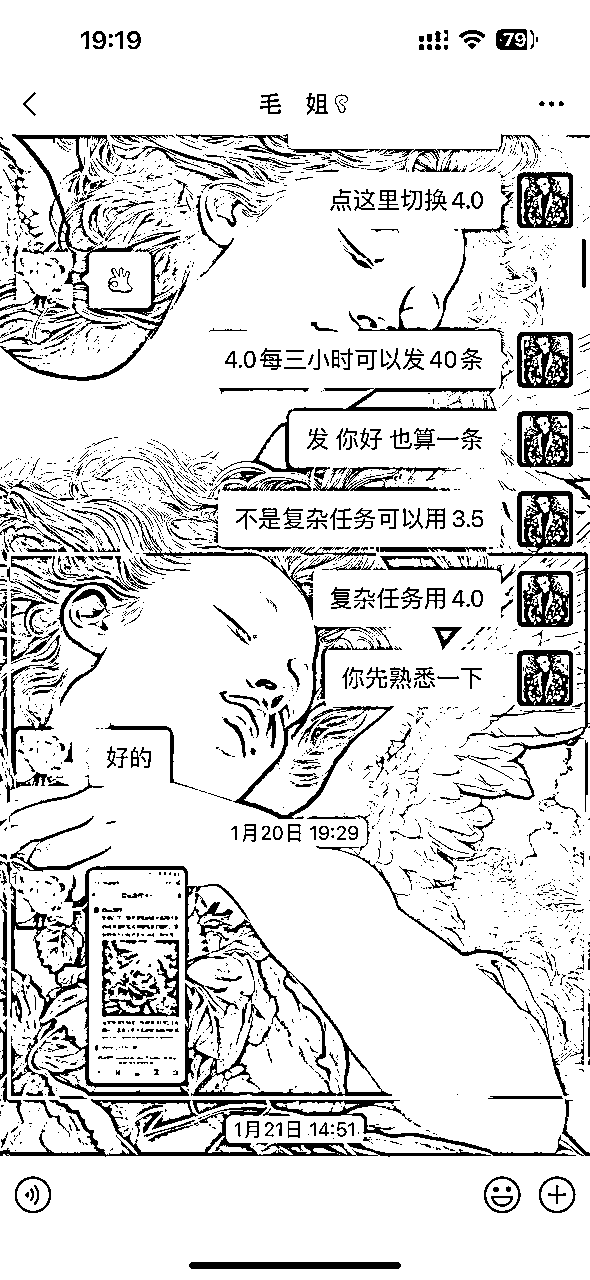 19:19
79
毛 姐
点这里切换4.0
4.0每三小时可以发40条
发 你好 也算一条
不是复杂任务可以用3.5
复杂任务用4.0
你先熟悉一下
好的
1月20日 19:29
1月21日 14:51